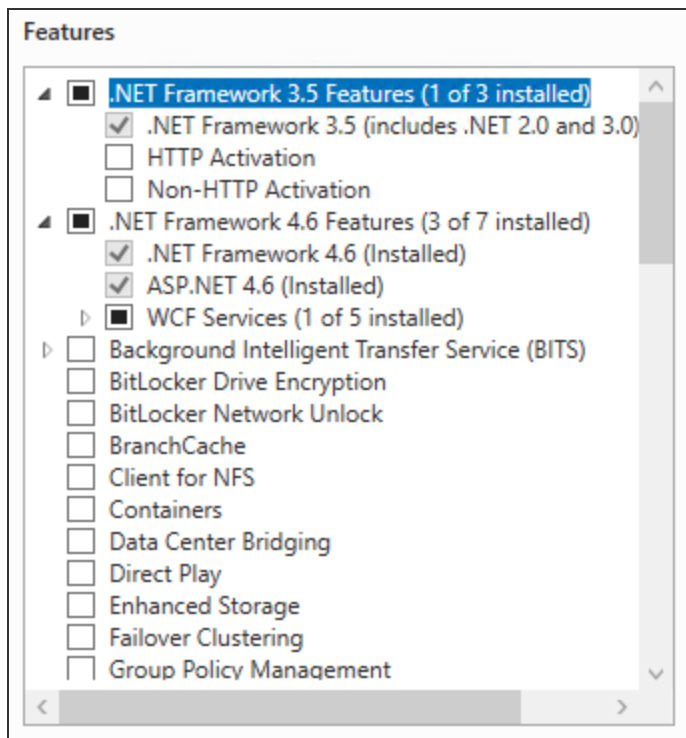 Features
.NET Framework 3.5 Features (1 of 3 installed)
.NET Framework 3.5 (includes .NET 2.0 and 3.0)
HTTP Activation
Non-HTTP Activation
.NET Framework 4.6 Features (3 of 7 installed)
.NET Framework 4.6 (Installed)
ASP.NET 4.6 (Installed)
WCF Services (1 of 5 installed)
Background Intelligent Transfer Service (BITS)
BitLocker Drive Encryption
BitLocker Network Unlock
BranchCache
Client for NFS
Containers
Data Center Bridging
Direct Play
Enhanced Storage
Failover Clustering
Group Policy Management